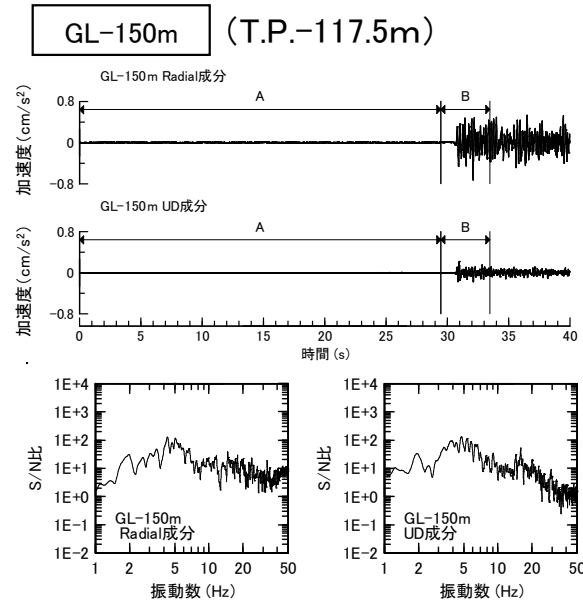 GL-150m (T.P.-117.5m)
GL-150m Radial成分
加速度(cm/s²)
0.8
0
-0.8
A B
GL-150m UD成分
加速度(cm/s²)
0.8
0
-0.8
A B
0 5 10 15 20 25 30 35 40
時間(s)
S/N比
1E+4
1E+3
1E+2
1E+1
1E+0
1E-1
1E-2
GL-150m
Radial成分
1 2 5 10 20 50
振動数(Hz)
S/N比
1E+4
1E+3
1E+2
1E+1
1E+0
1E-1
1E-2
GL-150m
UD成分
1 2 5 10 20 50
振動数(Hz)